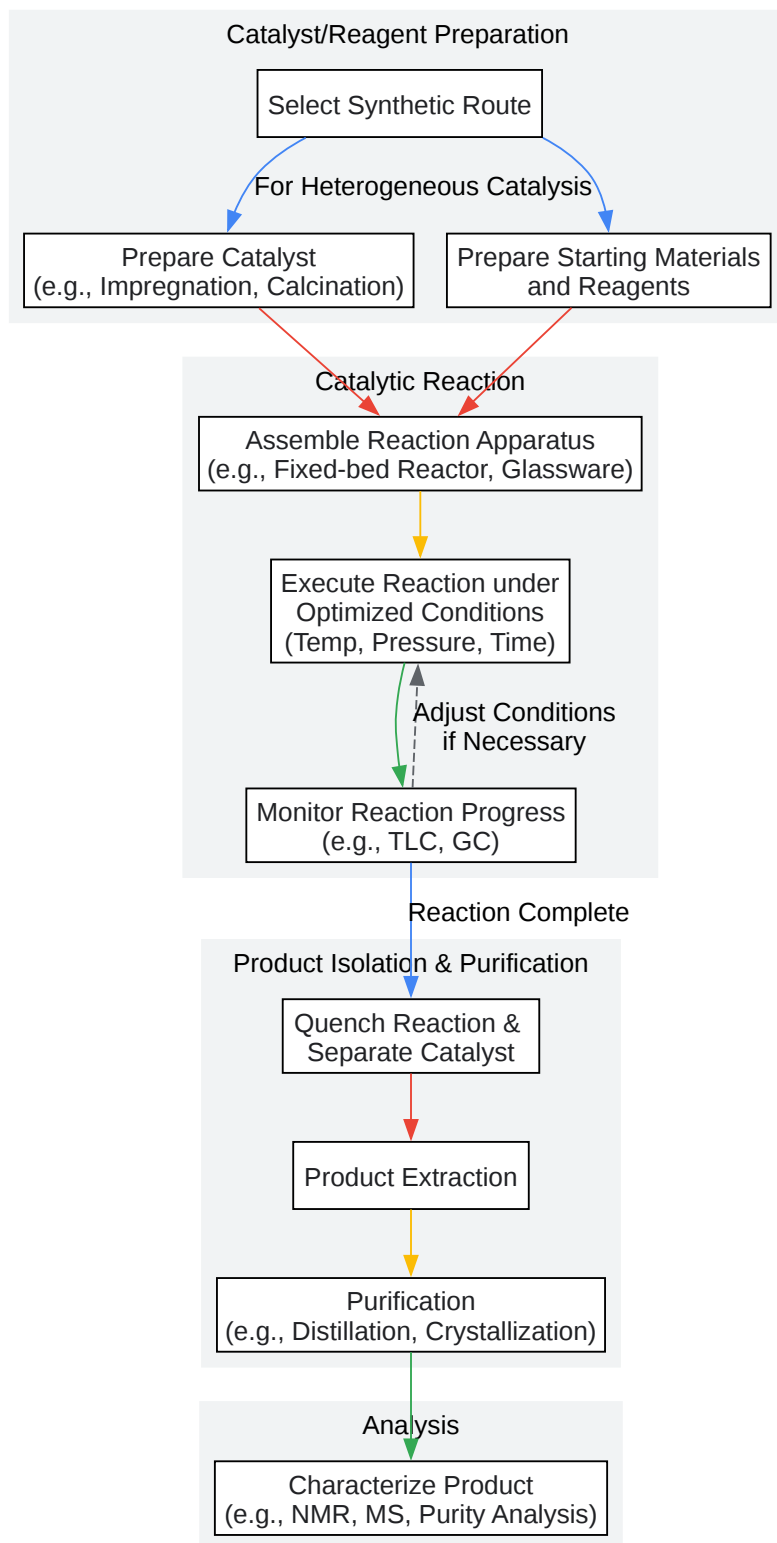 Catalyst/Reagent Preparation
Select Synthetic Route
For Heterogeneous Catalysis
Prepare Catalyst
(e.g., Impregnation, Calcination)
Prepare Starting Materials
and Reagents
Catalytic Reaction
Assemble Reaction Apparatus
(e.g., Fixed-bed Reactor, Glassware)
Execute Reaction under
Optimized Conditions
(Temp, Pressure, Time)
Adjust Conditions
if Necessary
Monitor Reaction Progress
(e.g., TLC, GC)
Reaction Complete
Product Isolation & Purification
Quench Reaction &
Separate Catalyst
Product Extraction
Purification
(e.g., Distillation, Crystallization)
Analysis
Characterize Product
(e.g., NMR, MS, Purity Analysis)